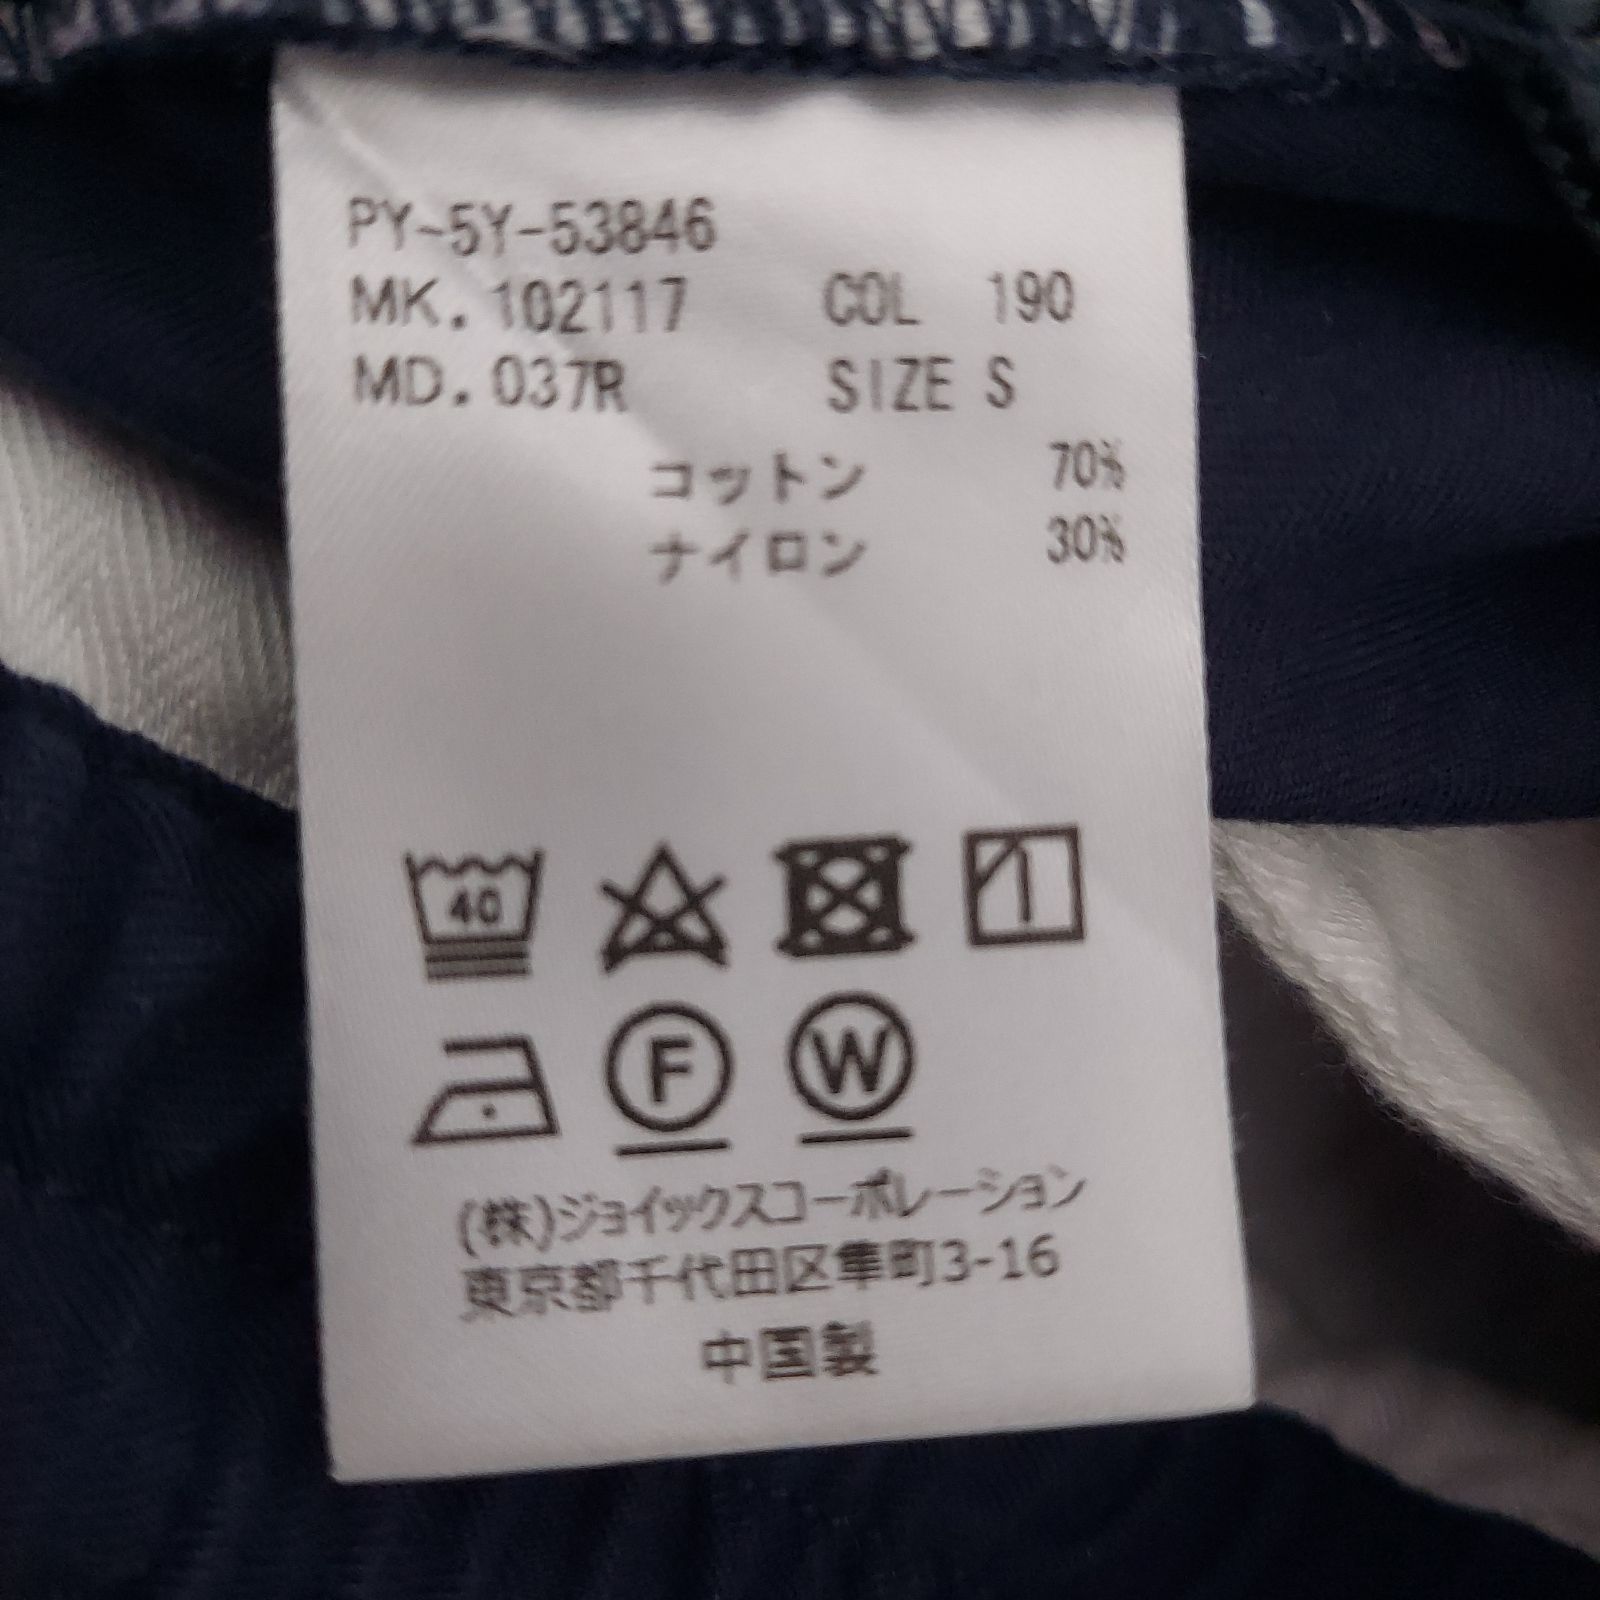 PY-5Y-53846
MK. 102117 COL 190
MD. 037R SIZE S
コットン 70%
ナイロン 30%
40
F W
(株)ジョイックスコーポレーション
東京都千代田区隼町3-16
中国製